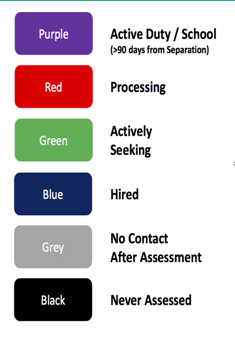 Purple
Active Duty / School
(>90 days from Separation)
Red
Processing
Green
Actively
Seeking
Blue
Hired
Grey
No Contact
After Assessment
Black
Never Assessed